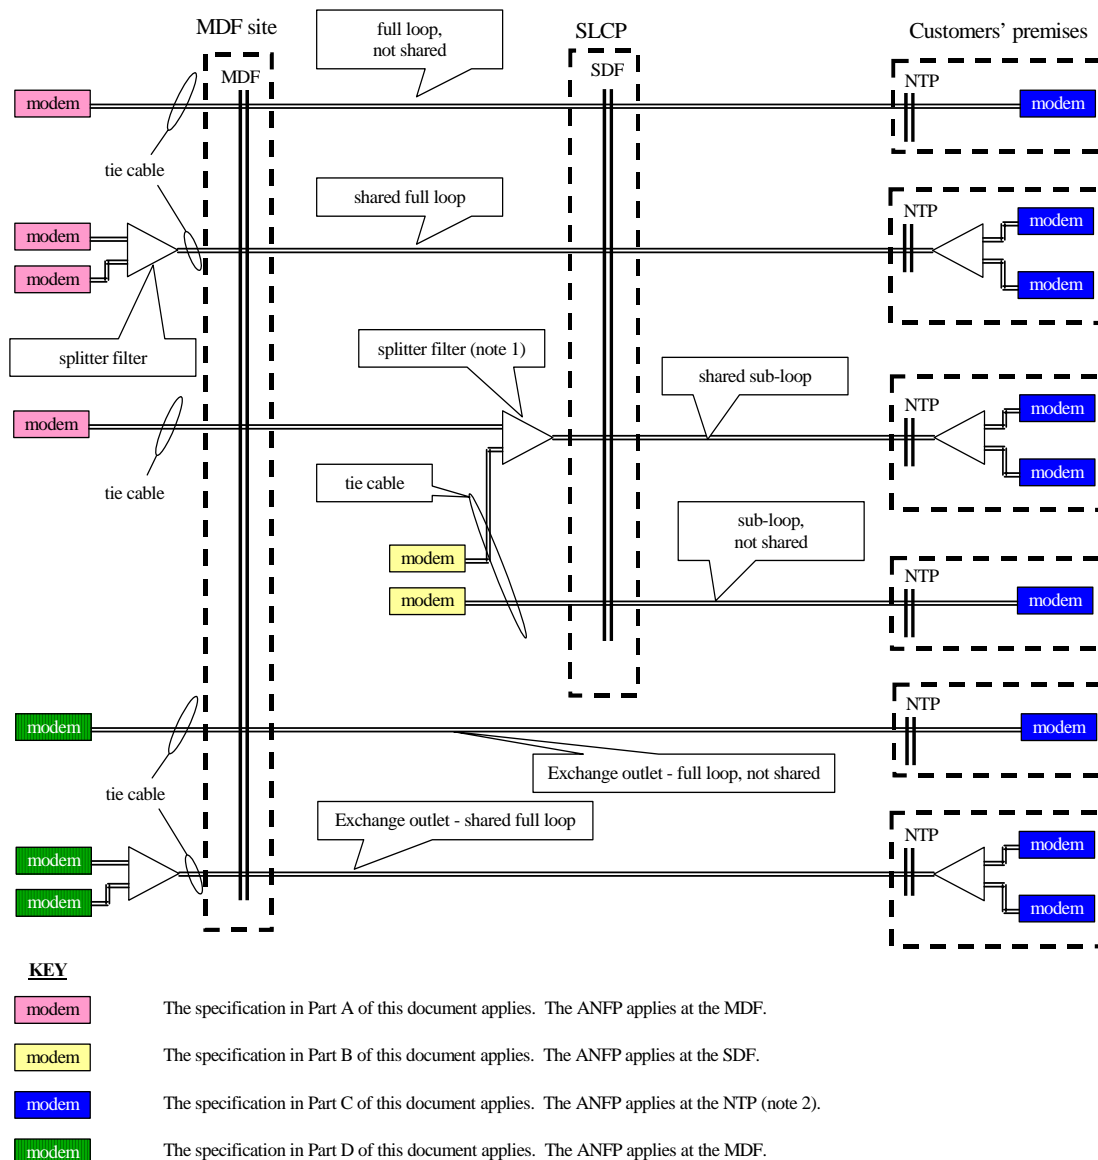 MDF site
full loop,
not shared
SLCP
Customers' premises
MDF
SDF
NTP
modem
modem
tie cable
shared full loop
NTP
modem
modem
modem
modem
splitter filter
splitter filter (note 1)
shared sub-loop
NTP
modem
modem
modem
tie cable
tie cable
sub-loop,
not shared
modem
NTP
modem
modem
NTP
modem
modem
Exchange outlet - full loop, not shared
tie cable
Exchange outlet - shared full loop
NTP
modem
modem
modem
modem
KEY
modem The specification in Part A of this document applies. The ANFP applies at the MDF.
modem The specification in Part B of this document applies. The ANFP applies at the SDF.
modem The specification in Part C of this document applies. The ANFP applies at the NTP (note 2).
modem The specification in Part D of this document applies. The ANFP applies at the MDF.